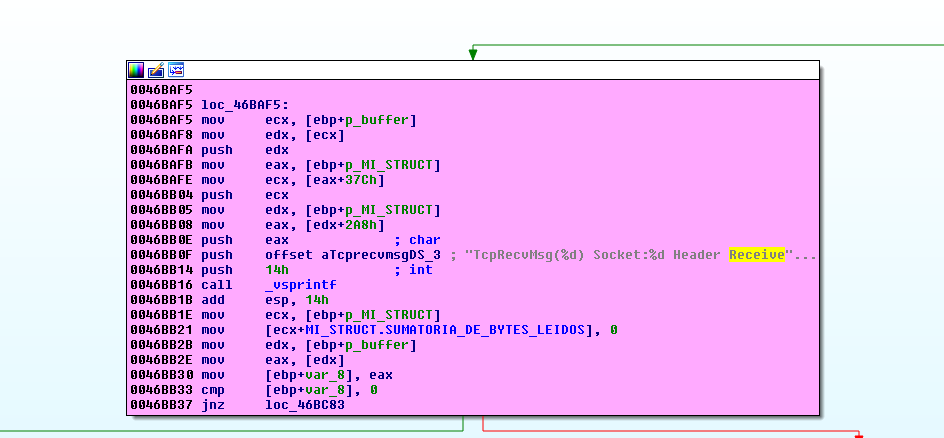 0046BAF5
0046BAF5 loc_46BAF5:
0046BAF5 mov ecx, [ebp+p_buffer]
0046BAF8 mov edx, [ecx]
0046BAFA push edx
0046BAFB mov eax, [ebp+p_MI_STRUCT]
0046BAFE mov ecx, [eax+37Ch]
0046BB04 push ecx
0046BB05 mov edx, [ebp+p_MI_STRUCT]
0046BB08 mov eax, [edx+2A8h]
0046BB0E push eax ; char
0046BB0F push offset aTcprecvmsgDS_3 ; "TcpRecvMsg(%d) Socket:%d Header Receive"...
0046BB14 push 14h ; int
0046BB16 call _vsprintf
0046BB1B add esp, 14h
0046BB1E mov ecx, [ebp+p_MI_STRUCT]
0046BB21 mov [ecx+MI_STRUCT.SUMATORIA_DE_BYTES_LEIDOS], 0
0046BB2B mov edx, [ebp+p_buffer]
0046BB2E mov eax, [edx]
0046BB30 mov [ebp+var_8], eax
0046BB33 cmp [ebp+var_8], 0
0046BB37 jnz loc_46BC83